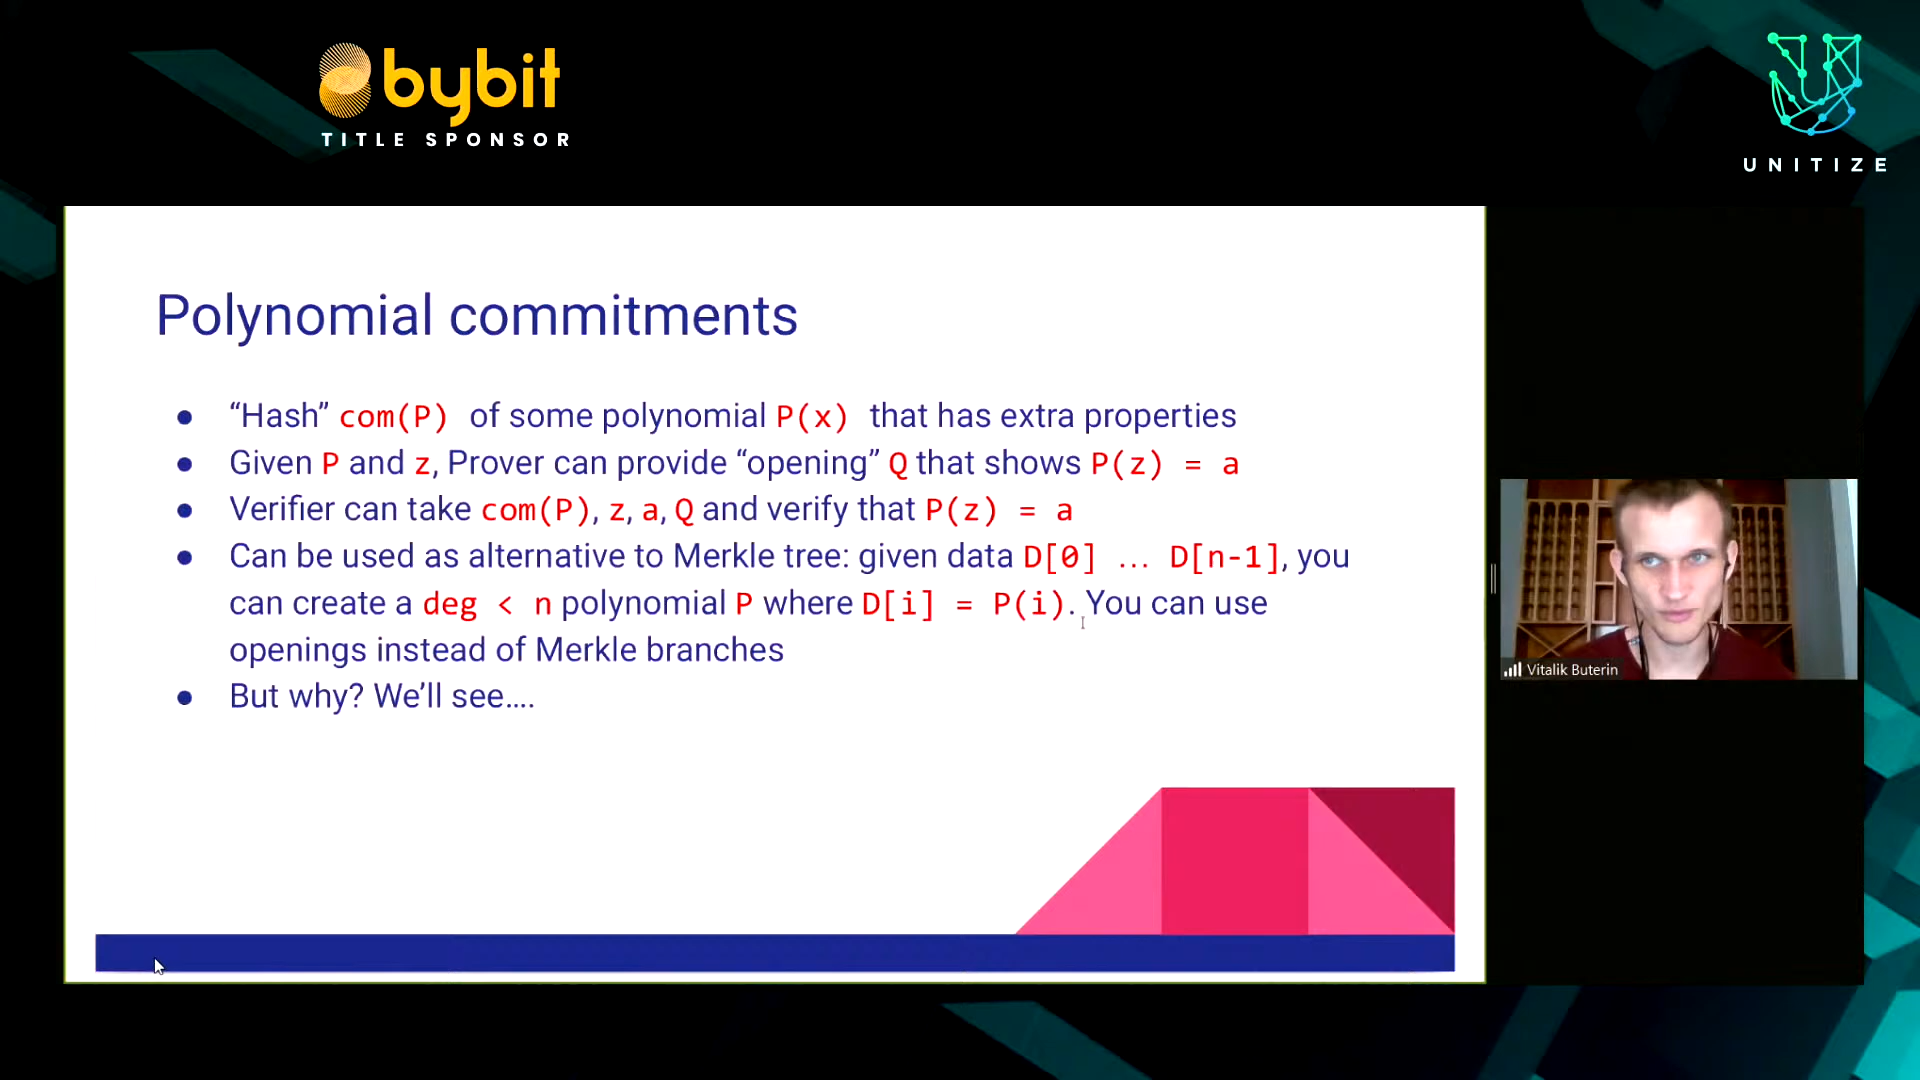 bybit
TITLE SPONSOR
UNITIZE
Polynomial commitments
● “Hash” com(P) of some polynomial P(x) that has extra properties
● Given P and z, Prover can provide “opening” Q that shows P(z) = a
● Verifier can take com(P), z, a, Q and verify that P(z) = a
● Can be used as alternative to Merkle tree: given data D[0] … D[n-1], you
can create a deg < n polynomial P where D[i] = P(i). You can use
openings instead of Merkle branches
● But why? We’ll see….
Vitalik Buterin